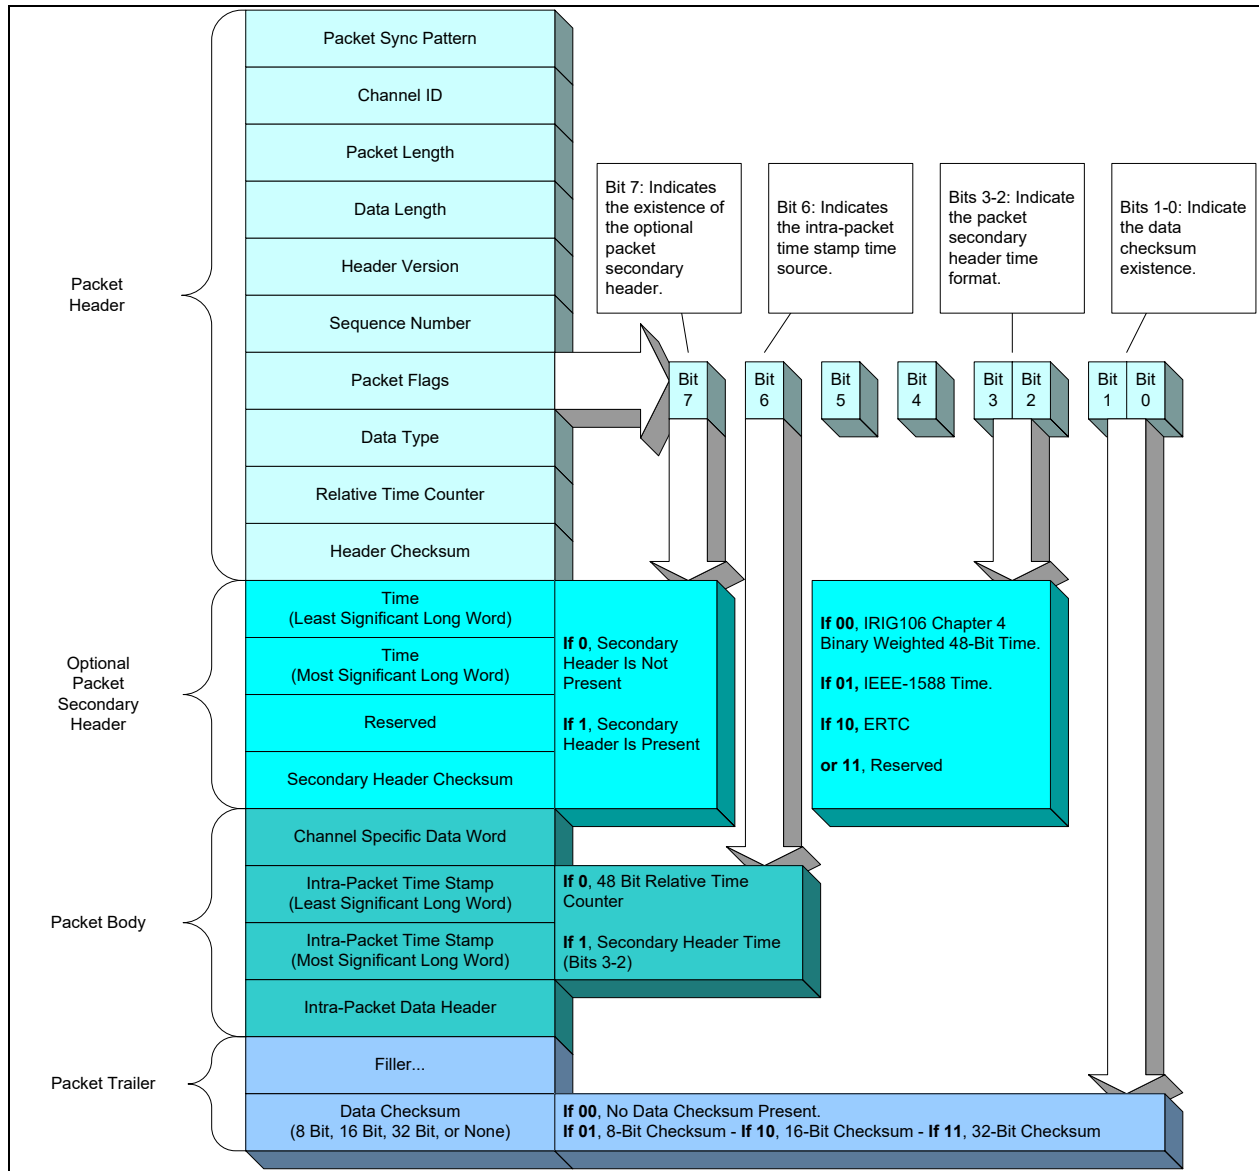 Packet Sync Pattern
Channel ID
Packet Length
Data Length
Header Version
Sequence Number
Packet Flags
Data Type
Relative Time Counter
Header Checksum
Packet
Header
Bit 7: Indicates
the existence of
the optional
packet
secondary
header.
Bit 6: Indicates
the intra-packet
time stamp time
source.
Bits 3-2: Indicate
the packet
secondary
header time
format.
Bits 1-0: Indicate
the data
checksum
existence.
Bit
7
Bit
6
Bit
5
Bit
4
Bit
3
Bit
2
Bit
1
Bit
0
Optional
Packet
Secondary
Header
Time
(Least Significant Long Word)
Time
(Most Significant Long Word)
Reserved
Secondary Header Checksum
If 0, Secondary
Header Is Not
Present
If 1, Secondary
Header Is Present
If 00, IRIG106 Chapter 4
Binary Weighted 48-Bit Time.
If 01, IEEE-1588 Time.
If 10, ERTC
or 11, Reserved
Packet Body
Channel Specific Data Word
Intra-Packet Time Stamp
(Least Significant Long Word)
Intra-Packet Time Stamp
(Most Significant Long Word)
Intra-Packet Data Header
If 0, 48 Bit Relative Time
Counter
If 1, Secondary Header Time
(Bits 3-2)
Packet Trailer
Filler...
Data Checksum
(8 Bit, 16 Bit, 32 Bit, or None)
If 00, No Data Checksum Present.
If 01, 8-Bit Checksum - If 10, 16-Bit Checksum - If 11, 32-Bit Checksum